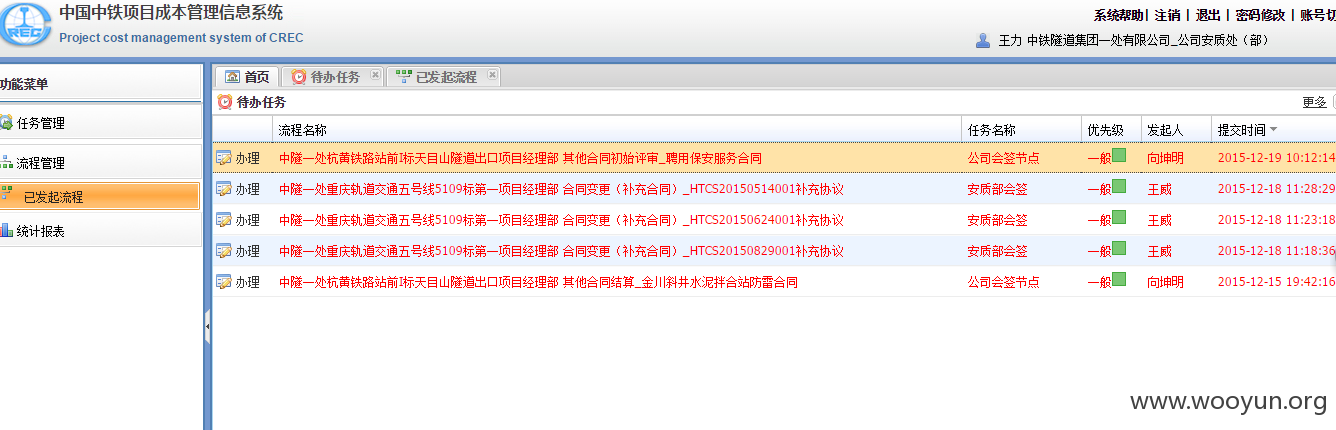 中国中铁项目成本管理信息系统
Project cost management system of CREC
系统帮助| 注销 | 退出 | 密码修改 | 账号切
王力 中铁隧道集团一处有限公司_公司安质处（部）
CREC
功能菜单
任务管理
流程管理
已发起流程
统计报表
首页 待办任务 已发起流程
待办任务 更多
流程名称 任务名称 优先级 发起人 提交时间
办理 中隧一处杭黄铁路站前I标天目山隧道出口项目经理部 其他合同初始评审_聘用保安服务合同 公司会签节点 一般 向坤明 2015-12-19 10:12:14
办理 中隧一处重庆轨道交通五号线5109标第一项目经理部 合同变更（补充合同）_HTCS20150514001补充协议 安质部会签 一般 王威 2015-12-18 11:28:29
办理 中隧一处重庆轨道交通五号线5109标第一项目经理部 合同变更（补充合同）_HTCS20150624001补充协议 安质部会签 一般 王威 2015-12-18 11:23:18
办理 中隧一处重庆轨道交通五号线5109标第一项目经理部 合同变更（补充合同）_HTCS20150829001补充协议 安质部会签 一般 王威 2015-12-18 11:18:36
办理 中隧一处杭黄铁路站前I标天目山隧道出口项目经理部 其他合同结算_金川斜井水泥拌合站防雷合同 公司会签节点 一般 向坤明 2015-12-15 19:42:16
www.wooyun.org